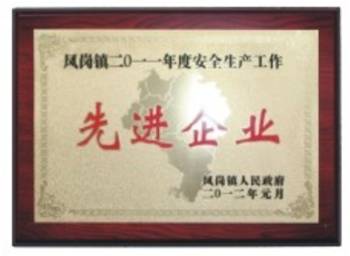 凤岗镇二〇一一年度安全生产工作
先进企业
凤岗镇人民政府
二〇一二年元月